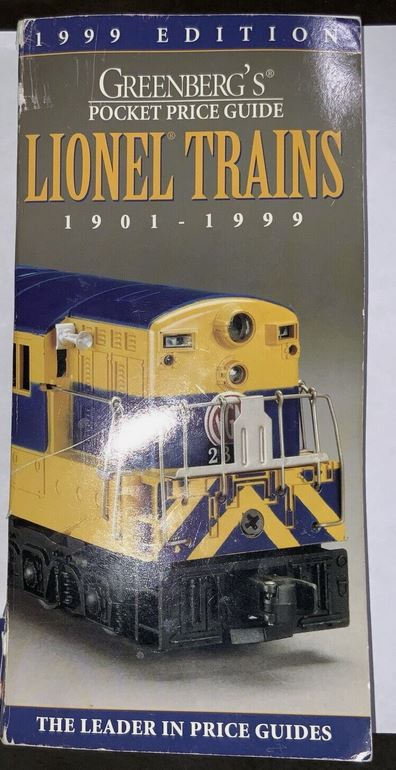 1999 EDITION
GREENBERG'S®
POCKET PRICE GUIDE
LIONEL® TRAINS
1901-1999
THE LEADER IN PRICE GUIDES